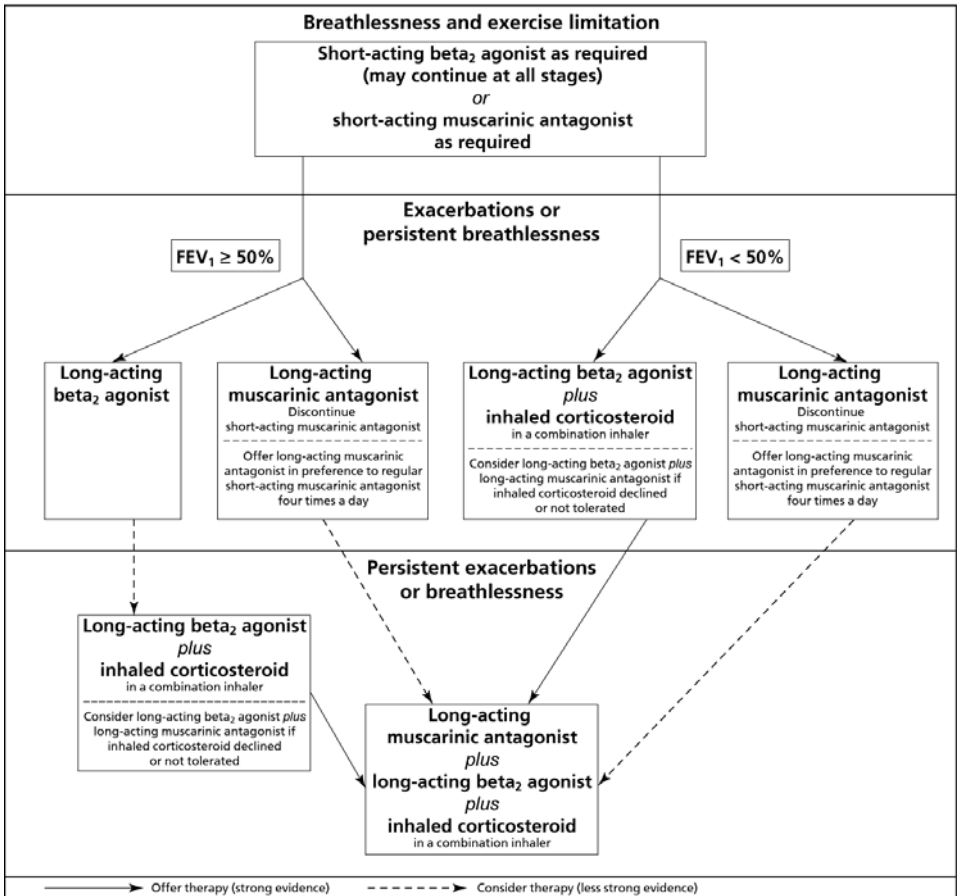 Breathlessness and exercise limitation
Short-acting beta₂ agonist as required
(may continue at all stages)
or
short-acting muscarinic antagonist
as required
Exacerbations or
persistent breathlessness
FEV₁ ≥ 50%
FEV₁ < 50%
Long-acting
beta₂ agonist
Long-acting
muscarinic antagonist
Discontinue
short-acting muscarinic antagonist
Offer long-acting muscarinic
antagonist in preference to regular
short-acting muscarinic antagonist
four times a day
Long-acting beta₂ agonist
plus
inhaled corticosteroid
in a combination inhaler
Consider long-acting beta₂ agonist plus
long-acting muscarinic antagonist if
inhaled corticosteroid declined
or not tolerated
Long-acting
muscarinic antagonist
Discontinue
short-acting muscarinic antagonist
Offer long-acting muscarinic
antagonist in preference to regular
short-acting muscarinic antagonist
four times a day
Persistent exacerbations
or breathlessness
Long-acting beta₂ agonist
plus
inhaled corticosteroid
in a combination inhaler
Consider long-acting beta₂ agonist plus
long-acting muscarinic antagonist if
inhaled corticosteroid declined
or not tolerated
Long-acting
muscarinic antagonist
plus
long-acting beta₂ agonist
plus
inhaled corticosteroid
in a combination inhaler
Offer therapy (strong evidence)
Consider therapy (less strong evidence)